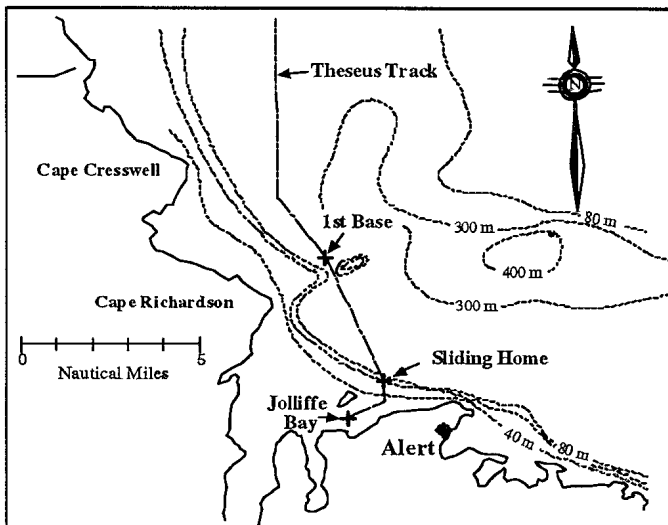 Theseus Track
N
Cape Cresswell
1st Base
80 m
300 m
400 m
300 m
Cape Richardson
0 5
Nautical Miles
Sliding Home
Jolliffe
Bay
Alert
40 m
80 m